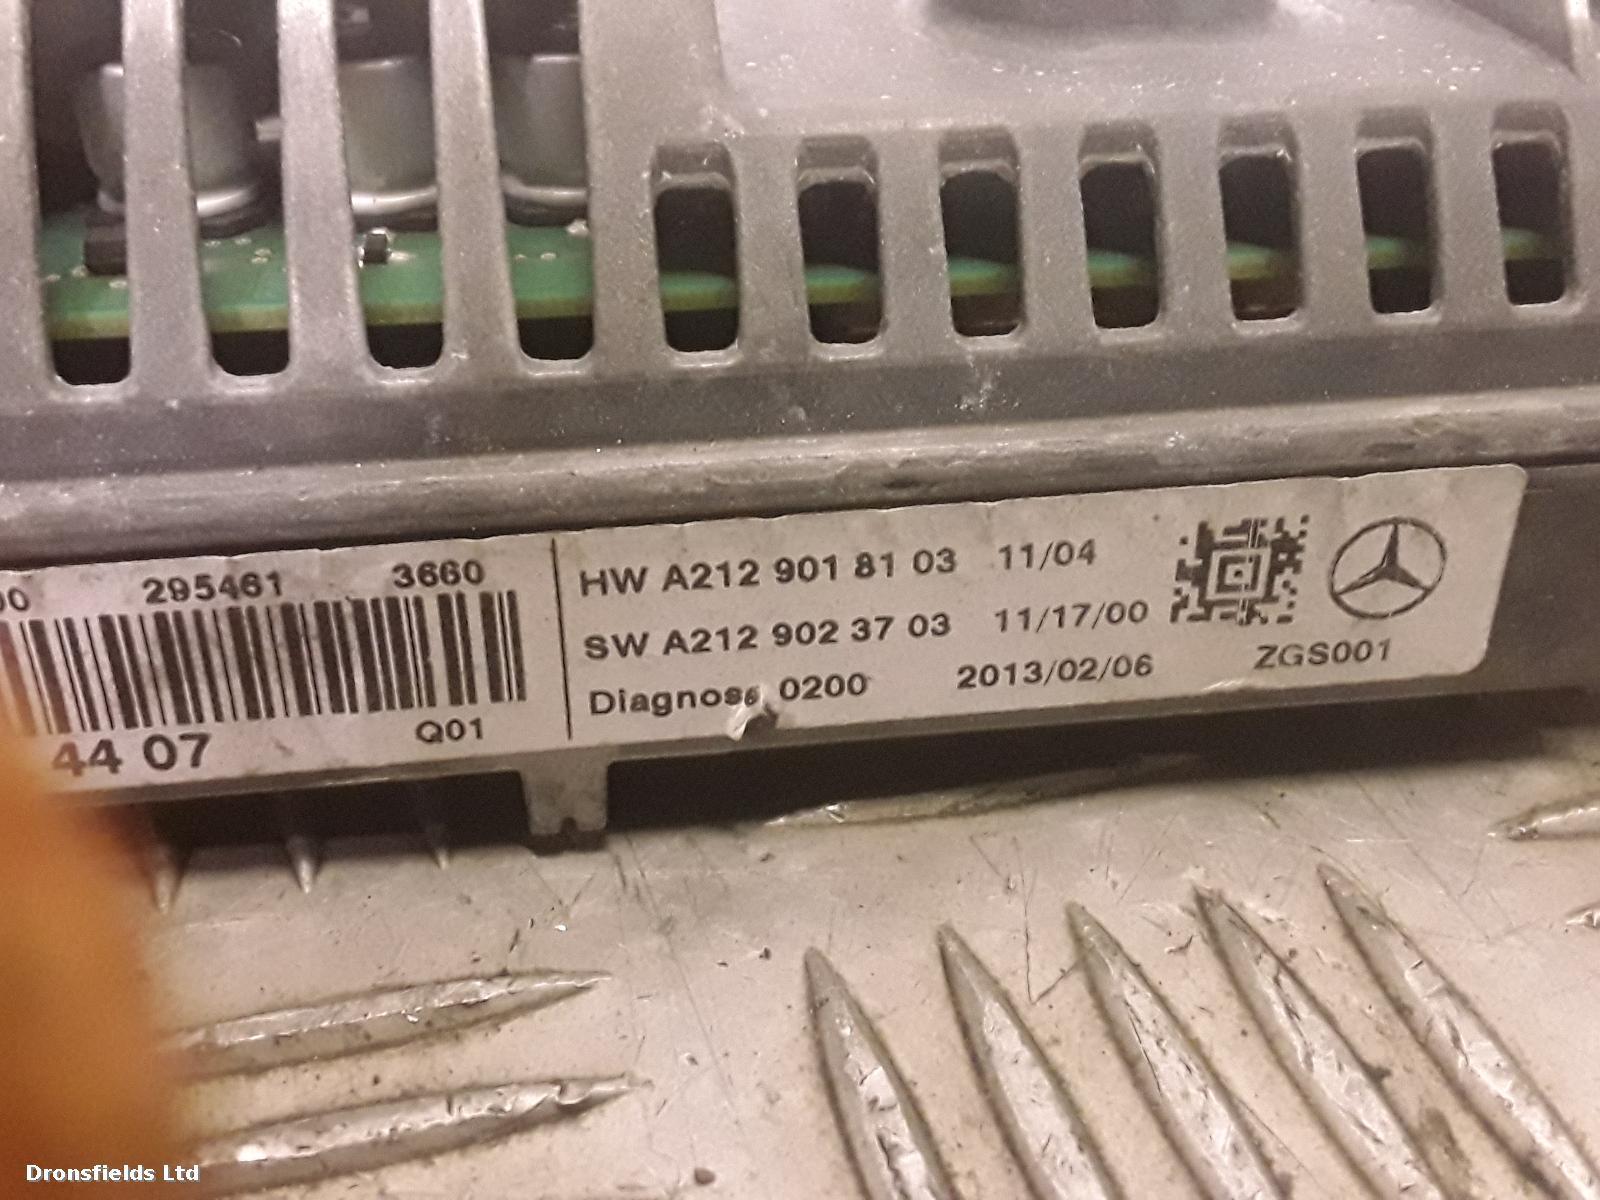 295461 3660
44 07
Q01
HW A212 901 81 03 11/04
SW A212 902 37 03 11/17/00
Diagnose 0200 2013/02/06
ZGS001
Dronsfields Ltd